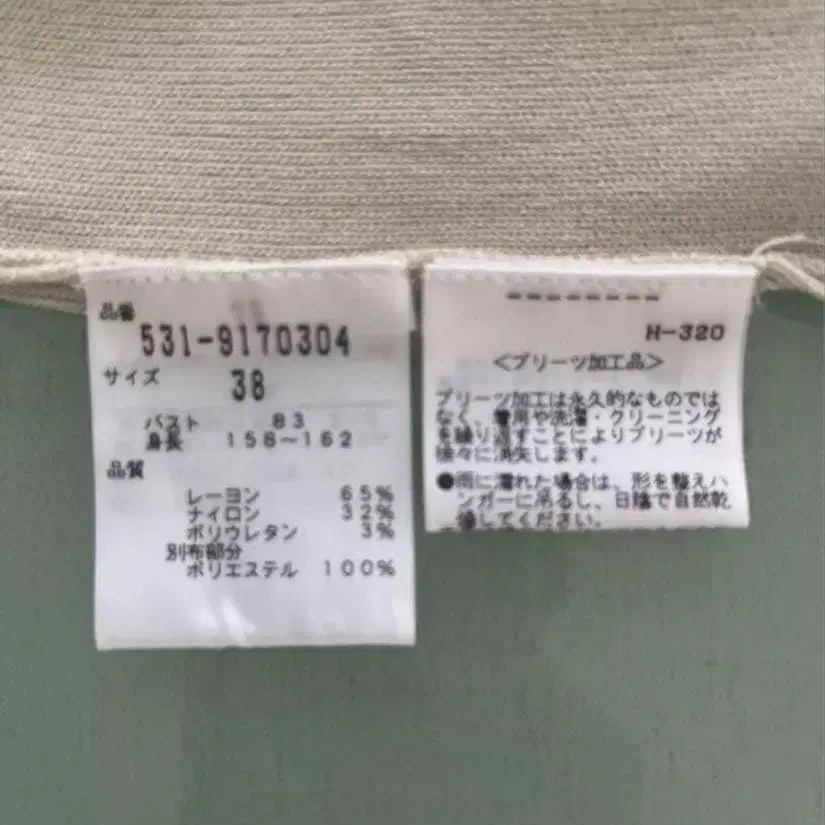 品番
531-9170304
サイズ
38
バスト 83
身長 158~162
品質
レーヨン 65%
ナイロン 32%
ポリウレタン 3%
別布部分
ポリエステル 100%
--------
H-320
<プリーツ加工品>
プリーツ加工は永久的なものでは
なく、着用や洗濯・クリーニング
を繰り返すことによりプリーツが
徐々に消失します。
●雨に濡れた場合は、形を整えハ
ンガーに吊るし、日陰で自然乾
燥してください。